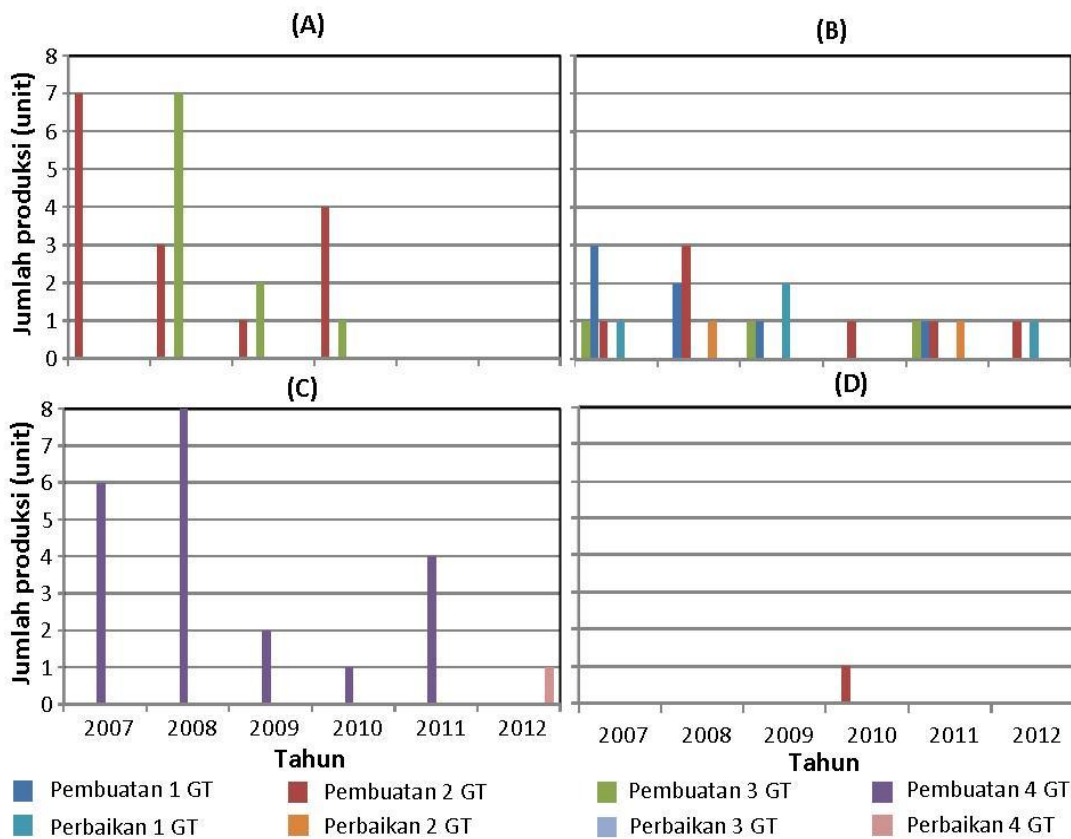 (A)
(B)
Jumlah produksi (unit)
8
7
6
5
4
3
2
1
0
(C)
(D)
Jumlah produksi (unit)
8
7
6
5
4
3
2
1
0
2007 2008 2009 2010 2011 2012
2007 2008 2009 2010 2011 2012
Tahun
Tahun
Pembuatan 1 GT Pembuatan 2 GT Pembuatan 3 GT Pembuatan 4 GT
Perbaikan 1 GT Perbaikan 2 GT Perbaikan 3 GT Perbaikan 4 GT